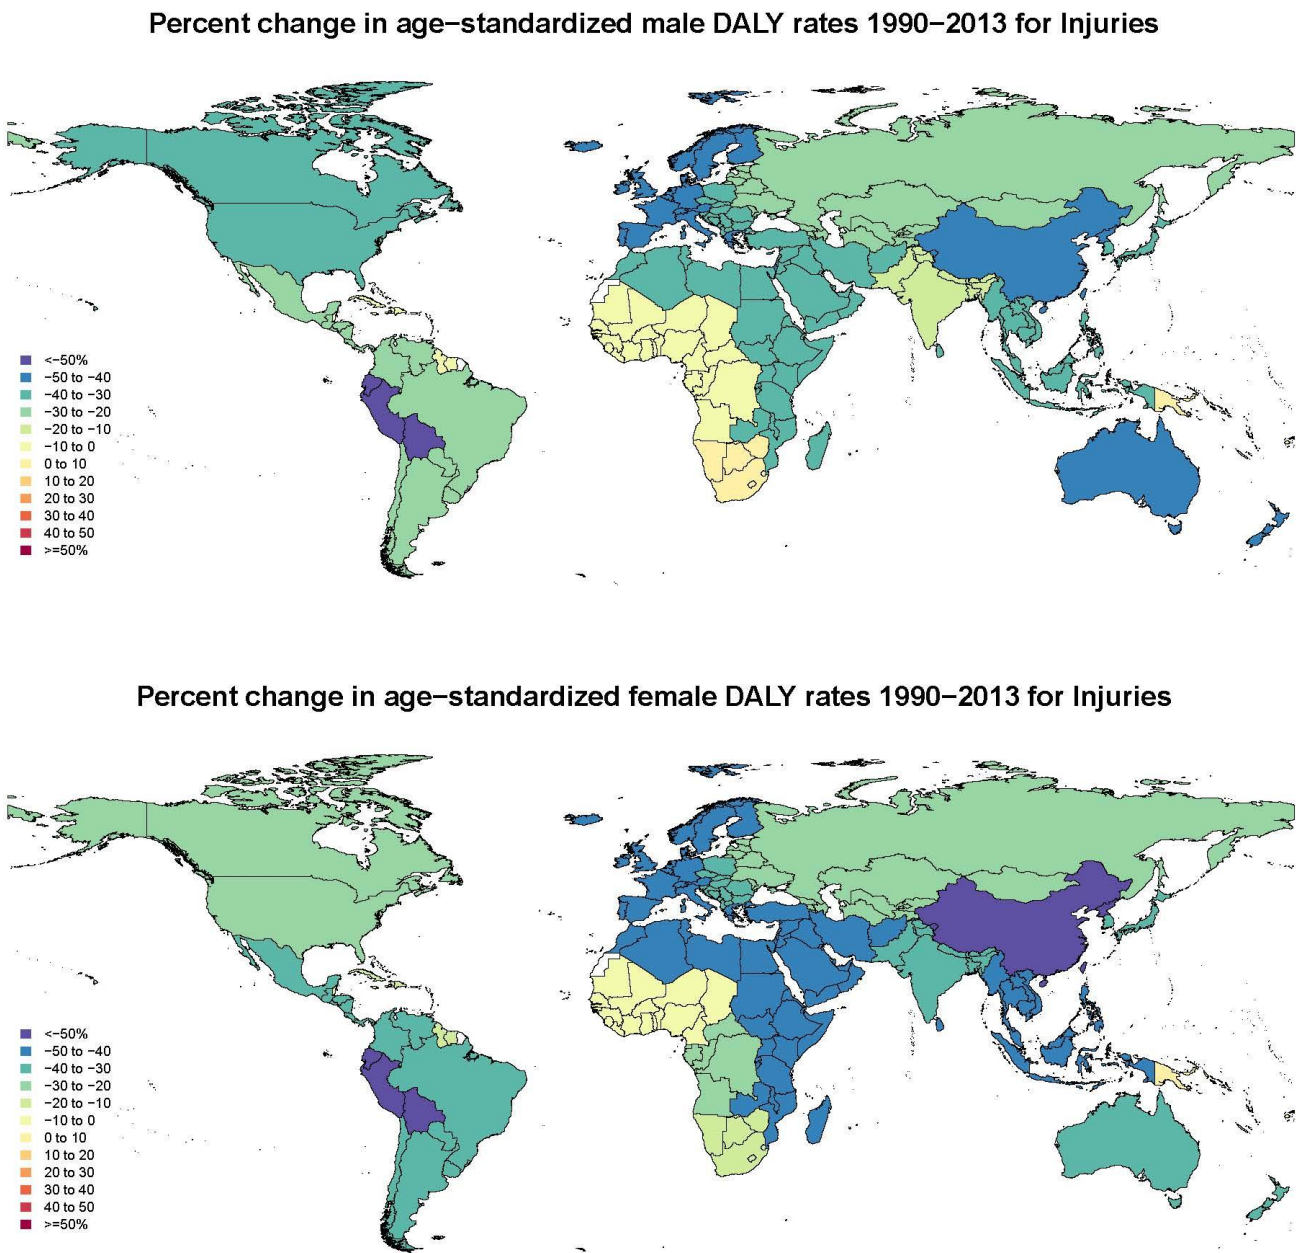 Percent change in age−standardized male DALY rates 1990−2013 for Injuries
<−50%
−50 to −40
−40 to −30
−30 to −20
−20 to −10
−10 to 0
0 to 10
10 to 20
20 to 30
30 to 40
40 to 50
>=50%
Percent change in age−standardized female DALY rates 1990−2013 for Injuries
<−50%
−50 to −40
−40 to −30
−30 to −20
−20 to −10
−10 to 0
0 to 10
10 to 20
20 to 30
30 to 40
40 to 50
>=50%